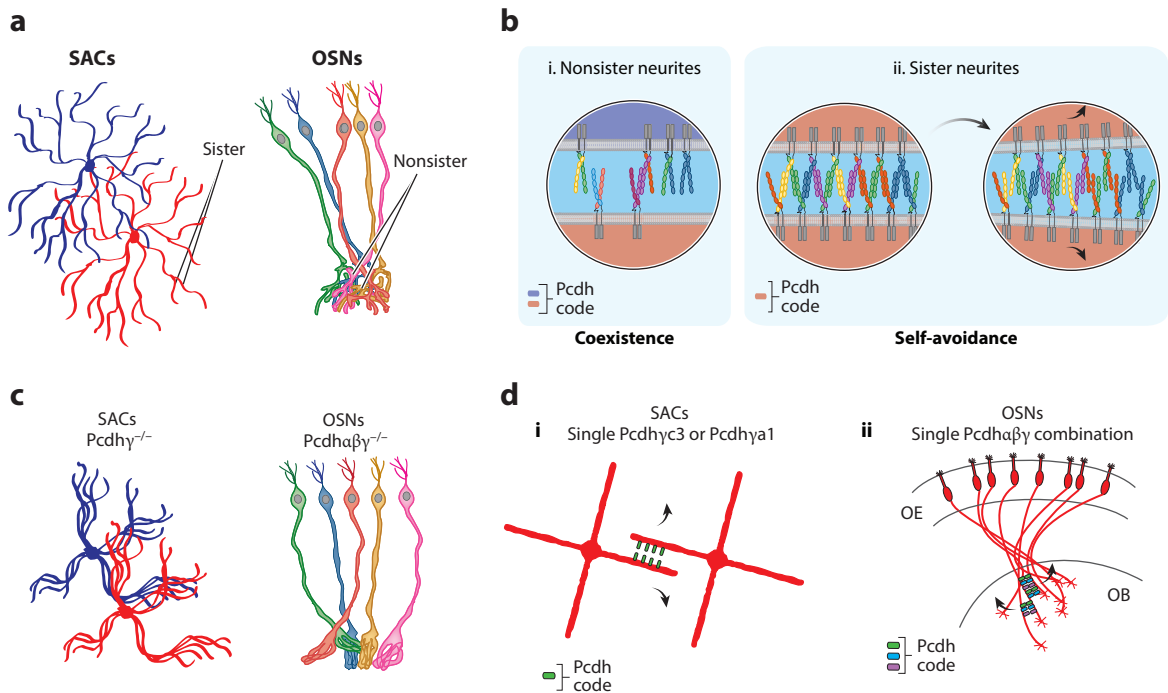 a
SACs
OSNs
Sister
Nonsister
b
i. Nonsister neurites
ii. Sister neurites
Pcdh
code
Pcdh
code
Coexistence
Self-avoidance
c
SACs
Pcdhγ⁻/⁻
OSNs
Pcdhαβγ⁻/⁻
d
i
SACs
Single Pcdhγc3 or Pcdhγa1
Pcdh
code
ii
OSNs
Single Pcdhαβγ combination
OE
OB
Pcdh
code